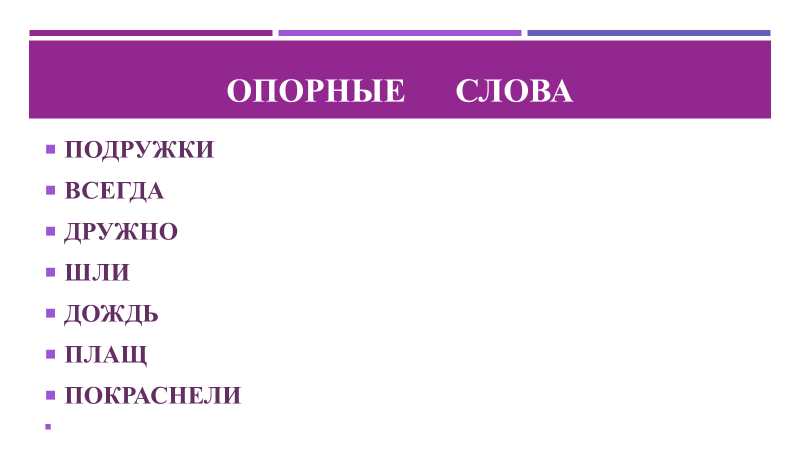 ОПОРНЫЕ СЛОВА
ПОДРУЖКИ
ВСЕГДА
ДРУЖНО
ШЛИ
ДОЖДЬ
ПЛАЩ
ПОКРАСНЕЛИ